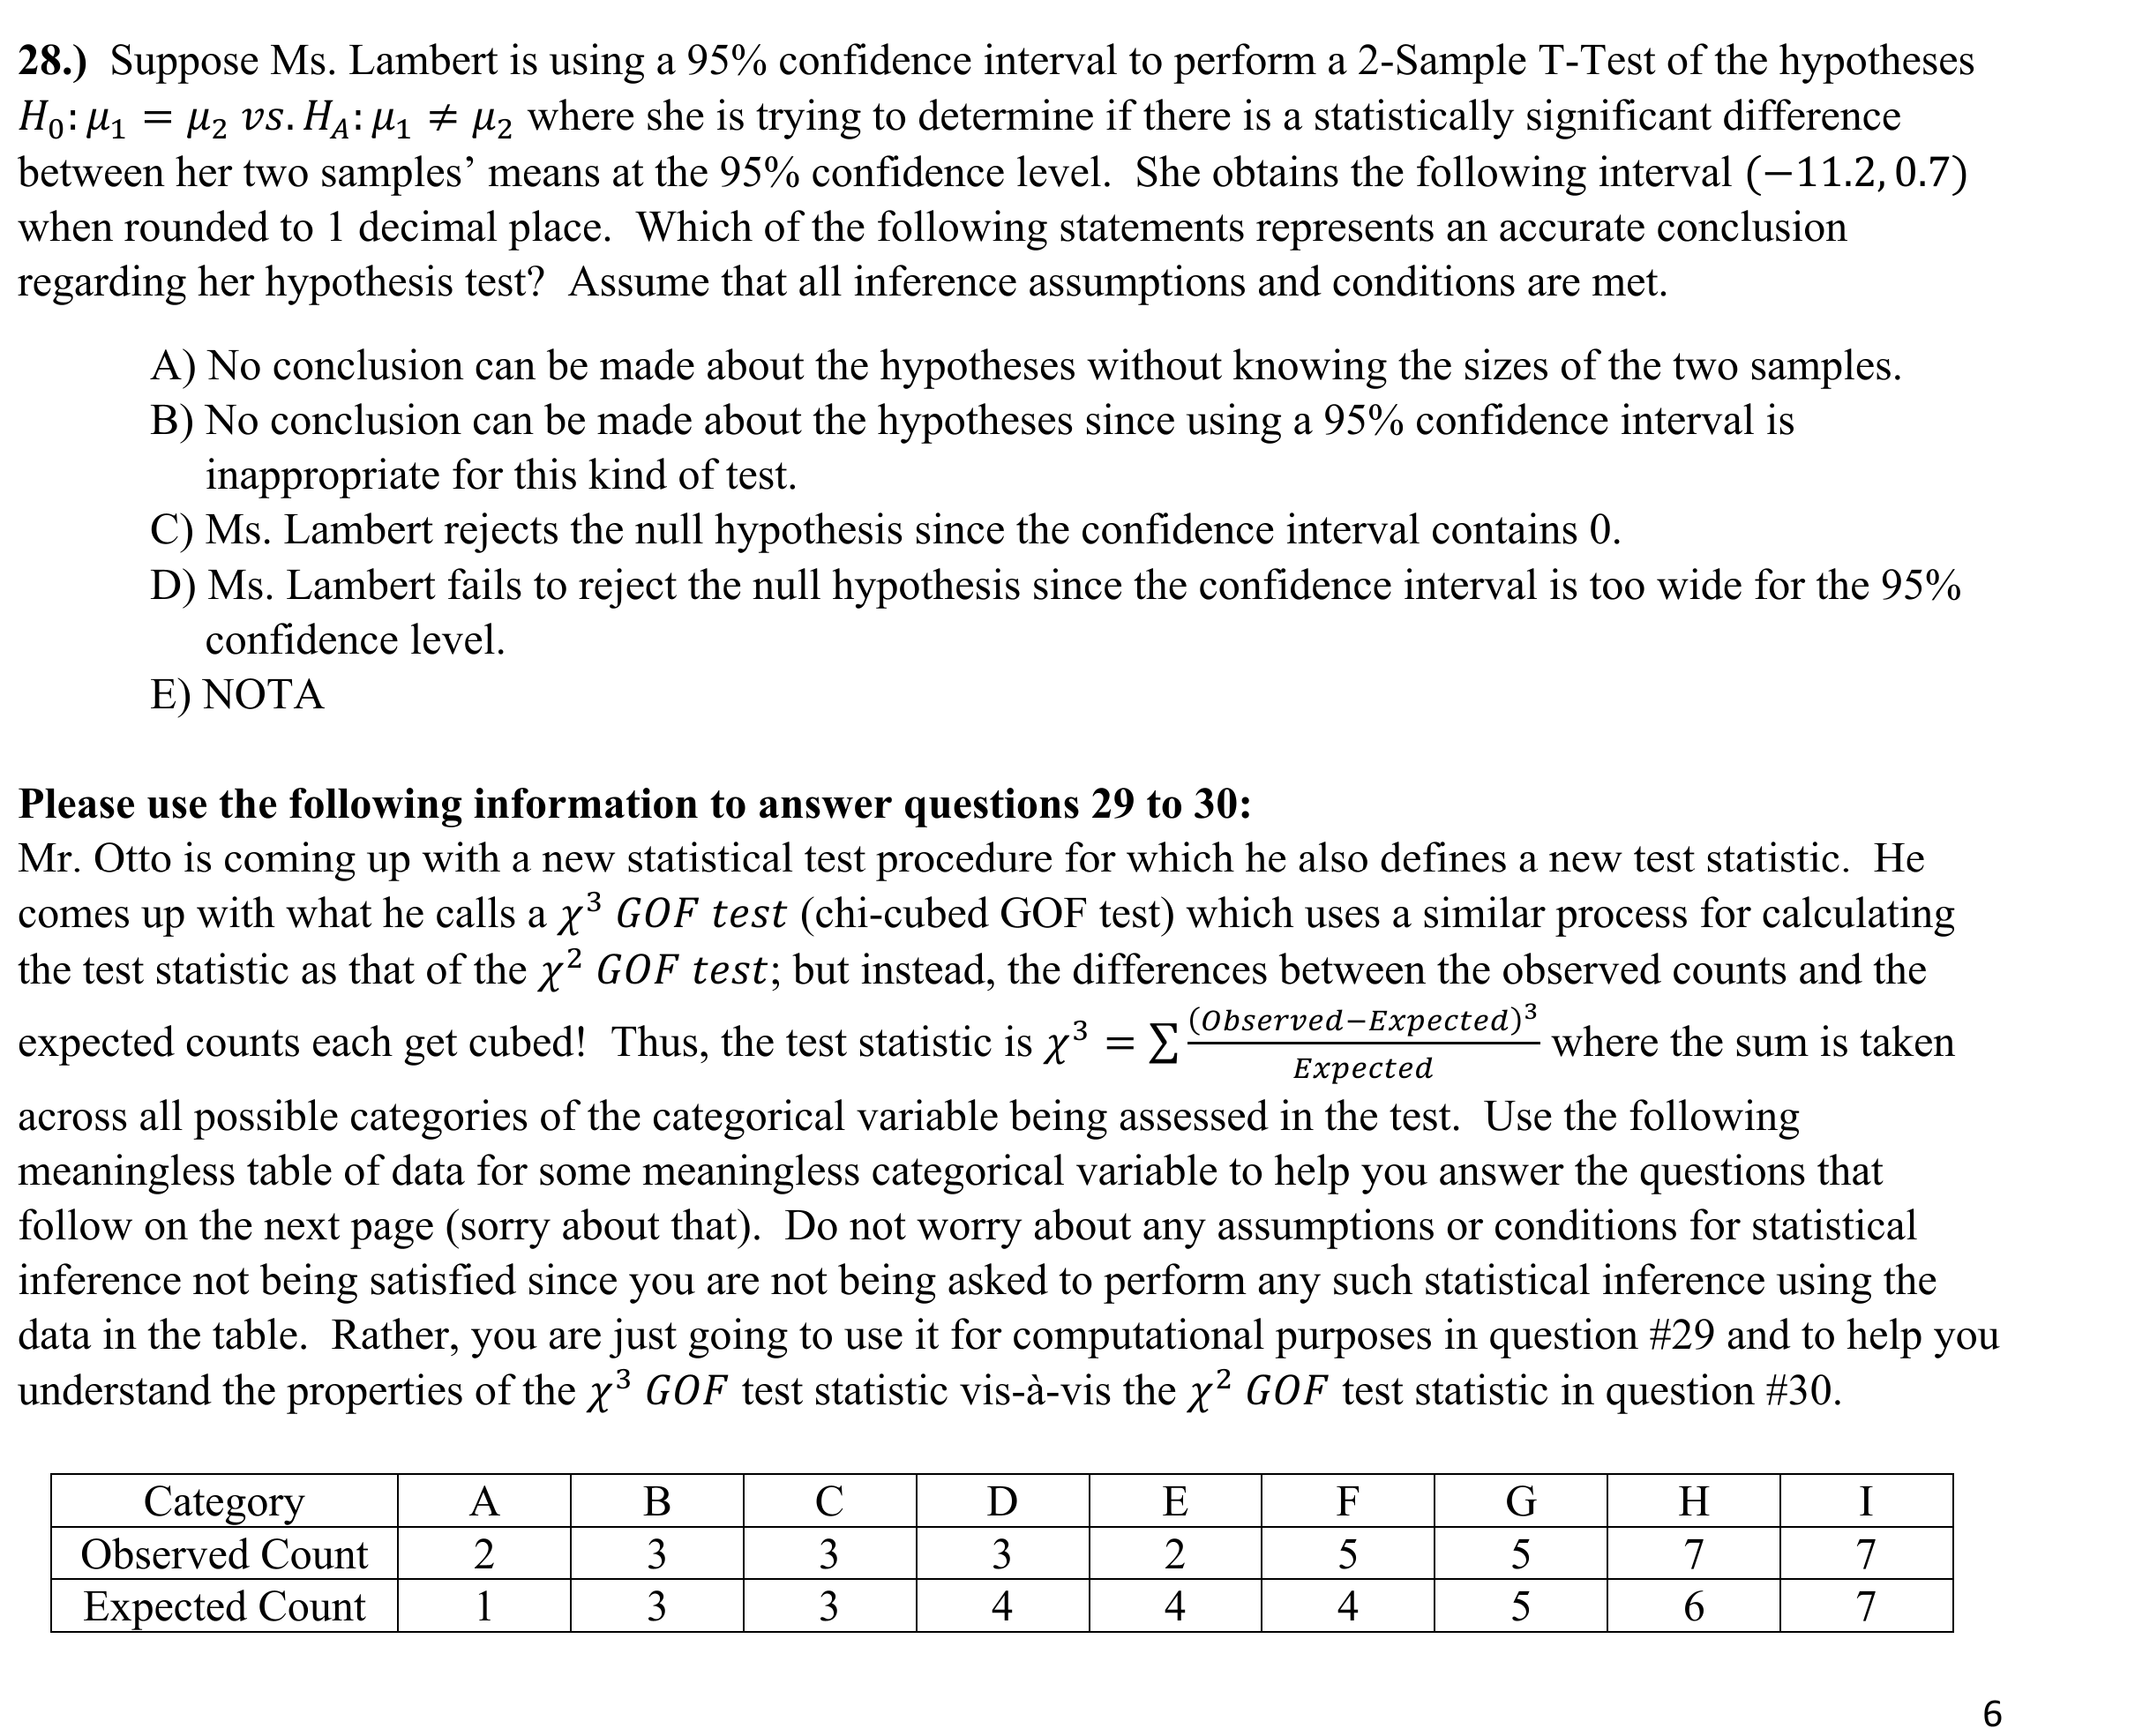 28.) Suppose Ms. Lambert is using a 95% confidence interval to perform a 2-Sample T-Test of the hypotheses
H₀: μ₁ = μ₂ vs. H_A: μ₁ ≠ μ₂ where she is trying to determine if there is a statistically significant difference
between her two samples’ means at the 95% confidence level. She obtains the following interval (−11.2, 0.7)
when rounded to 1 decimal place. Which of the following statements represents an accurate conclusion
regarding her hypothesis test? Assume that all inference assumptions and conditions are met.
A) No conclusion can be made about the hypotheses without knowing the sizes of the two samples.
B) No conclusion can be made about the hypotheses since using a 95% confidence interval is
inappropriate for this kind of test.
C) Ms. Lambert rejects the null hypothesis since the confidence interval contains 0.
D) Ms. Lambert fails to reject the null hypothesis since the confidence interval is too wide for the 95%
confidence level.
E) NOTA
Please use the following information to answer questions 29 to 30:
Mr. Otto is coming up with a new statistical test procedure for which he also defines a new test statistic. He
comes up with what he calls a χ³ GOF test (chi-cubed GOF test) which uses a similar process for calculating
the test statistic as that of the χ² GOF test; but instead, the differences between the observed counts and the
expected counts each get cubed! Thus, the test statistic is χ³ = ∑ (Observed−Expected)³ / Expected where the sum is taken
across all possible categories of the categorical variable being assessed in the test. Use the following
meaningless table of data for some meaningless categorical variable to help you answer the questions that
follow on the next page (sorry about that). Do not worry about any assumptions or conditions for statistical
inference not being satisfied since you are not being asked to perform any such statistical inference using the
data in the table. Rather, you are just going to use it for computational purposes in question #29 and to help you
understand the properties of the χ³ GOF test statistic vis-à-vis the χ² GOF test statistic in question #30.
Category A B C D E F G H I
Observed Count 2 3 3 3 2 5 5 7 7
Expected Count 1 3 3 4 4 4 5 6 7
6